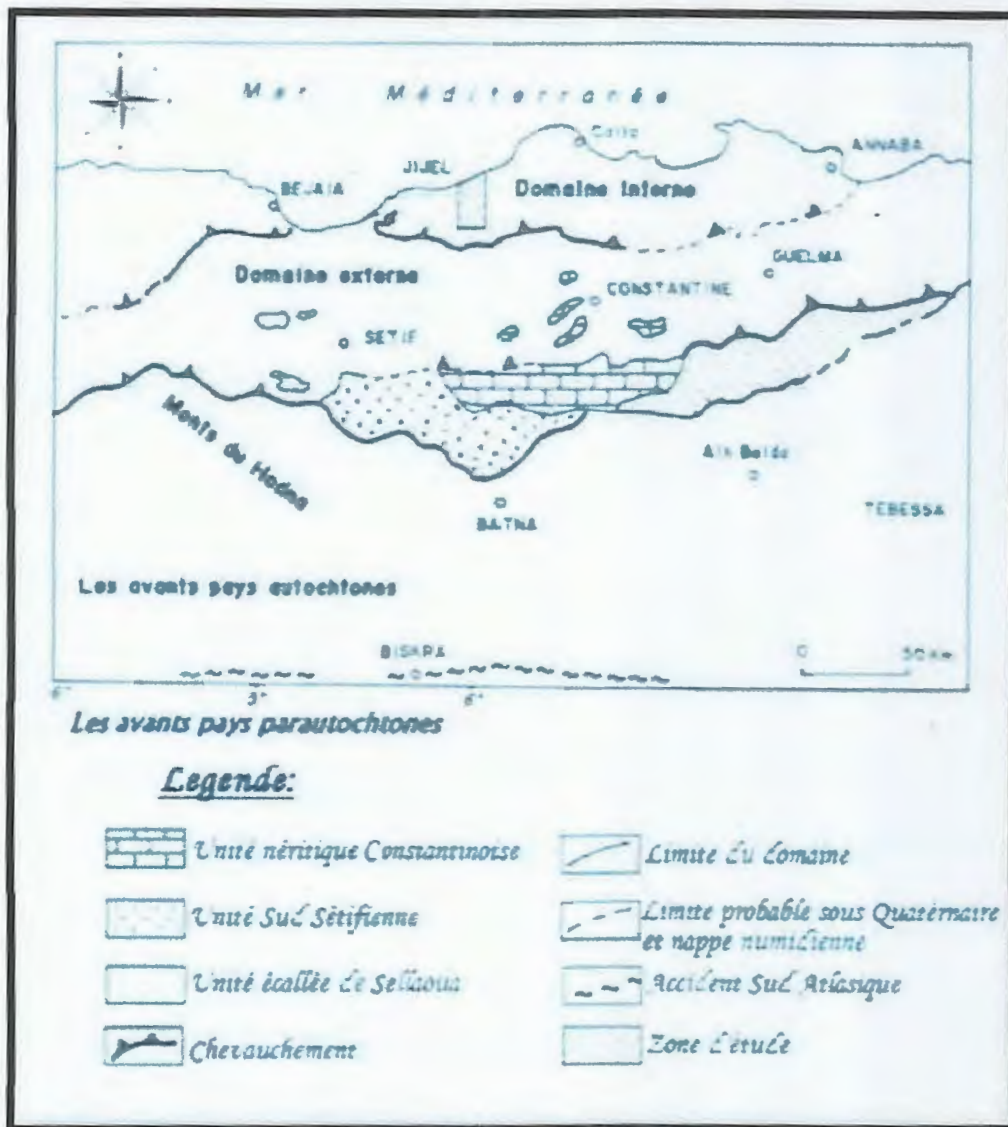 Mer Méditerranée
Collo
ANNABA
JIJEL
Domaine interne
BEJAIA
GUELMA
Domaine externe
CONSTANTINE
SETIF
Monts du Hodna
Ain Beida
TEBESSA
BATNA
Les avants pays autochtones
BISKRA
0 50 Km
5° 6°
Les avants pays parautochtones
Legende:
Unité néritique Constantinoise
Limite du domaine
Unité Sud Sétifienne
Limite probable sous Quaternaire
et nappe numidienne
Unité écallée de Sellaoua
Accident Sud Atlasique
Chevauchement
Zone d'étude